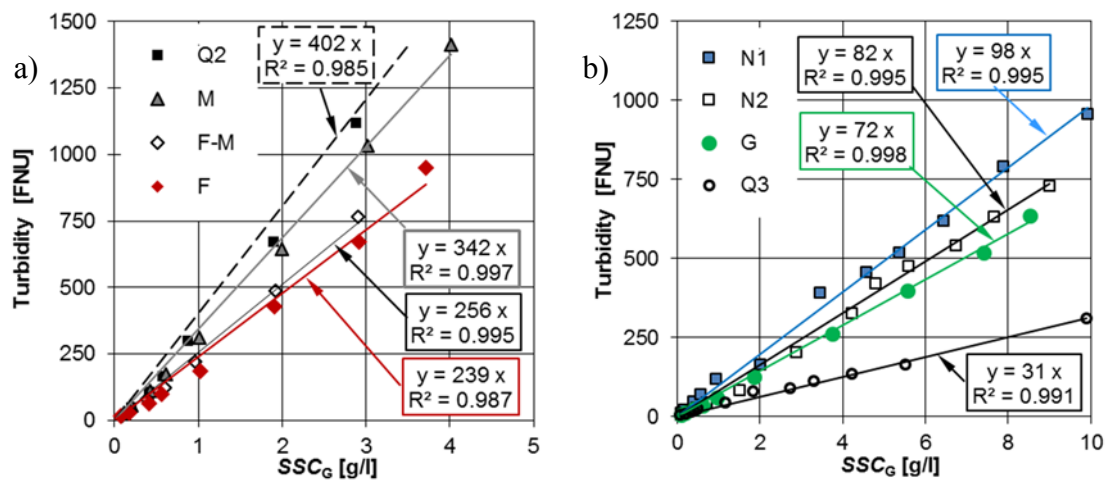 a)
Turbidity [FNU]
1500
1250
1000
750
500
250
0
Q2
M
F-M
F
y = 402 x
R² = 0.985
y = 342 x
R² = 0.997
y = 256 x
R² = 0.995
y = 239 x
R² = 0.987
0 1 2 3 4 5
SSC_G [g/l]
b)
Turbidity [FNU]
1250
1000
750
500
250
0
N1
N2
G
Q3
y = 82 x
R² = 0.995
y = 98 x
R² = 0.995
y = 72 x
R² = 0.998
y = 31 x
R² = 0.991
0 2 4 6 8 10
SSC_G [g/l]